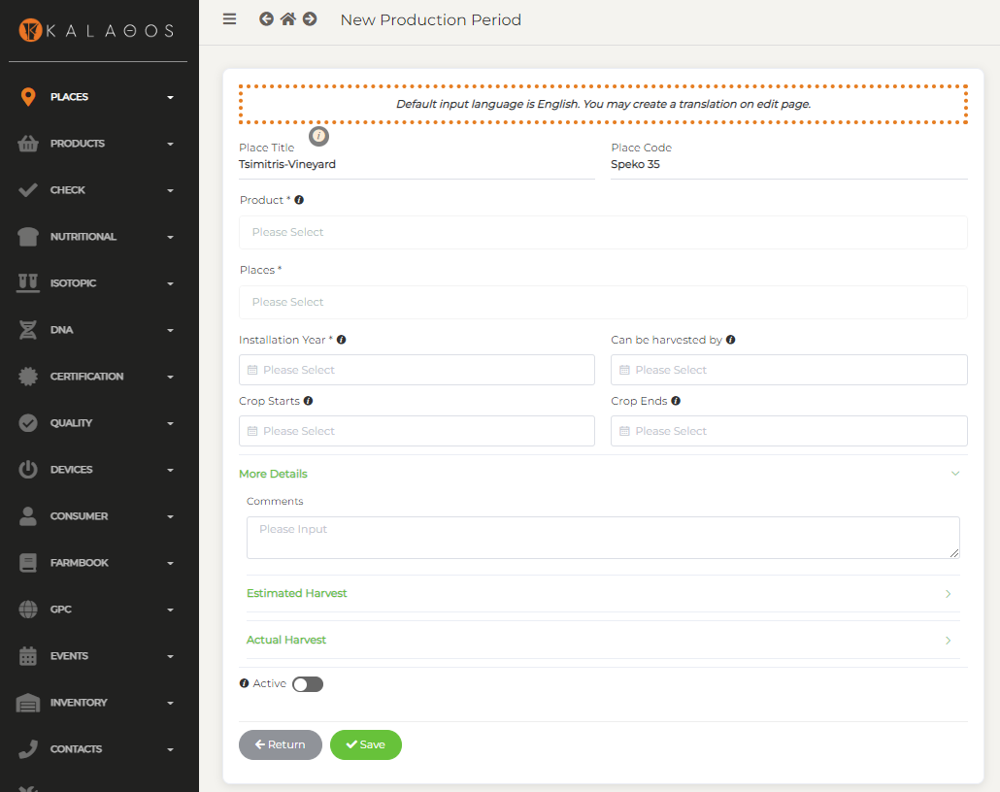 KALAΘOS
New Production Period
PLACES
PRODUCTS
CHECK
NUTRITIONAL
ISOTOPIC
DNA
CERTIFICATION
QUALITY
DEVICES
CONSUMER
FARMBOOK
GPC
EVENTS
INVENTORY
CONTACTS
Default input language is English. You may create a translation on edit page.
i
Place Title
Tsimitris-Vineyard
Place Code
Speko 35
Product * i
Please Select
Places *
Please Select
Installation Year * i
Please Select
Can be harvested by i
Please Select
Crop Starts i
Please Select
Crop Ends i
Please Select
More Details
Comments
Please Input
Estimated Harvest
Actual Harvest
i Active
Return
Save